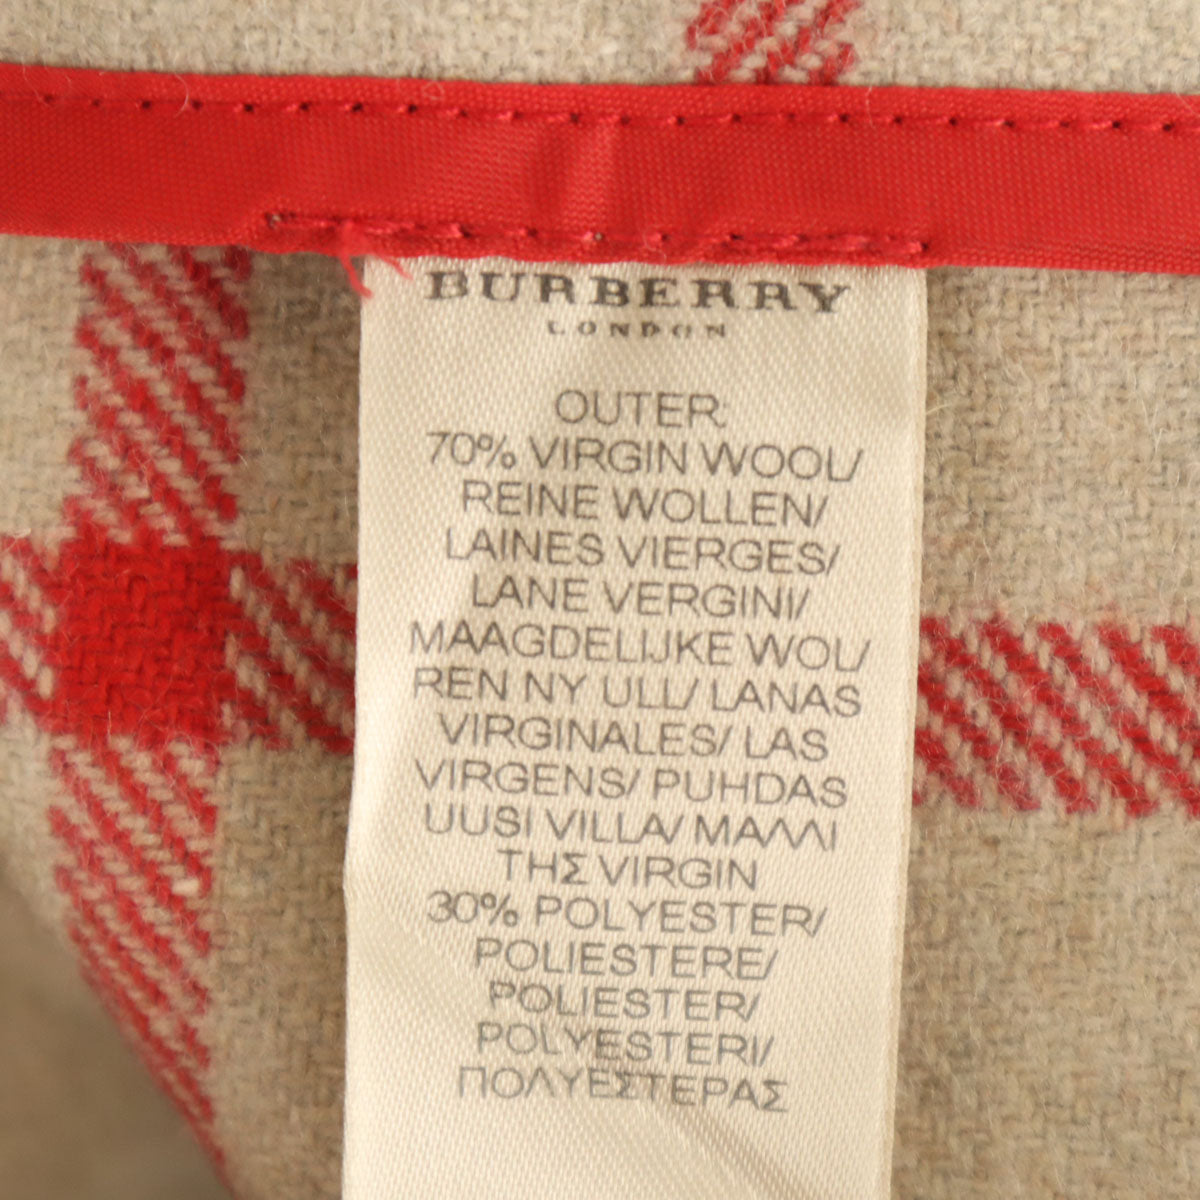 BURBERRY
LONDON
OUTER
70% VIRGIN WOOL/
REINE WOLLEN/
LAINES VIERGES/
LANE VERGINI/
MAAGDELIJKE WOL/
REN NY ULL/ LANAS
VIRGINALES/ LAS
VIRGENS/ PUHDAS
UUSI VILLA/ ΜΑΛΛΙ
ΤΗΣ VIRGIN
30% POLYESTER/
POLIESTERE/
POLIESTER/
POLYESTERI/
ΠΟΛΥΕΣΤΕΡΑΣ